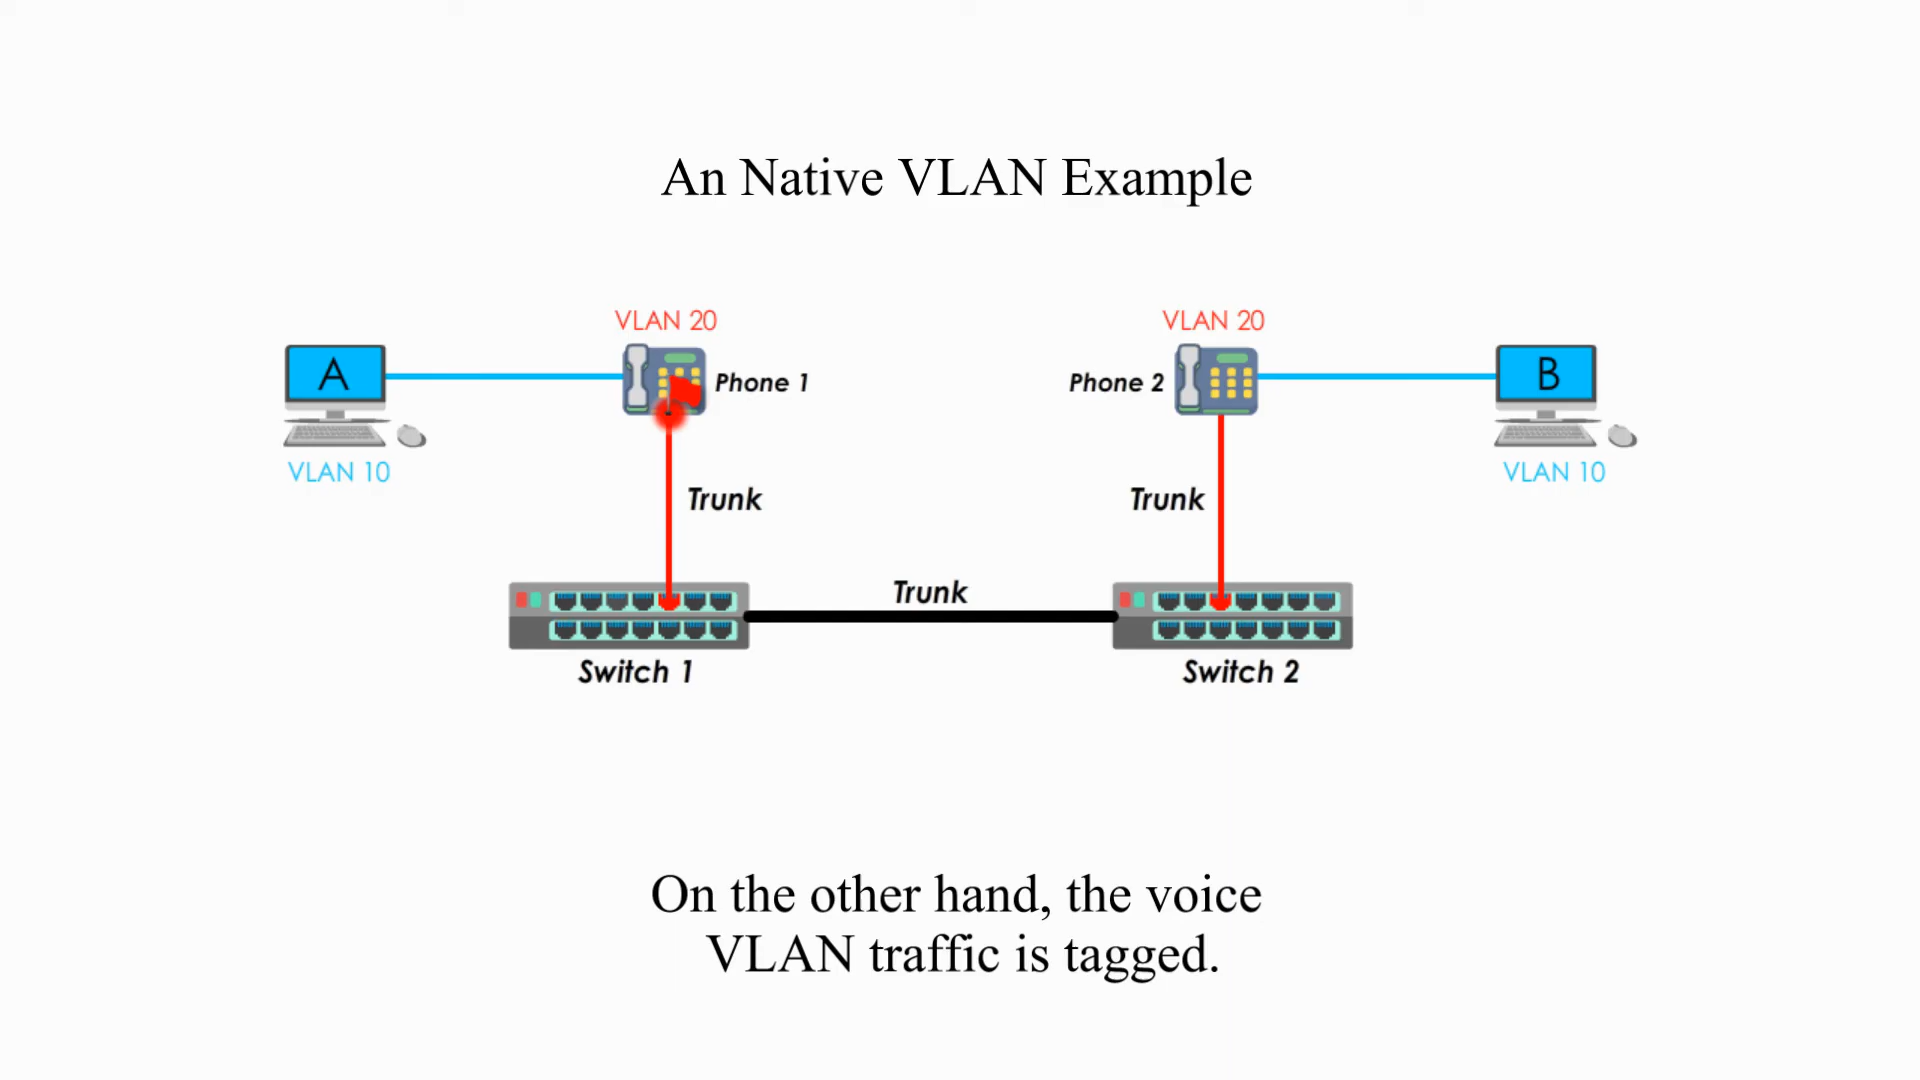 An Native VLAN Example
VLAN 20
VLAN 20
A
Phone 1
Phone 2
B
VLAN 10
VLAN 10
Trunk
Trunk
Trunk
Switch 1
Switch 2
On the other hand, the voice
VLAN traffic is tagged.